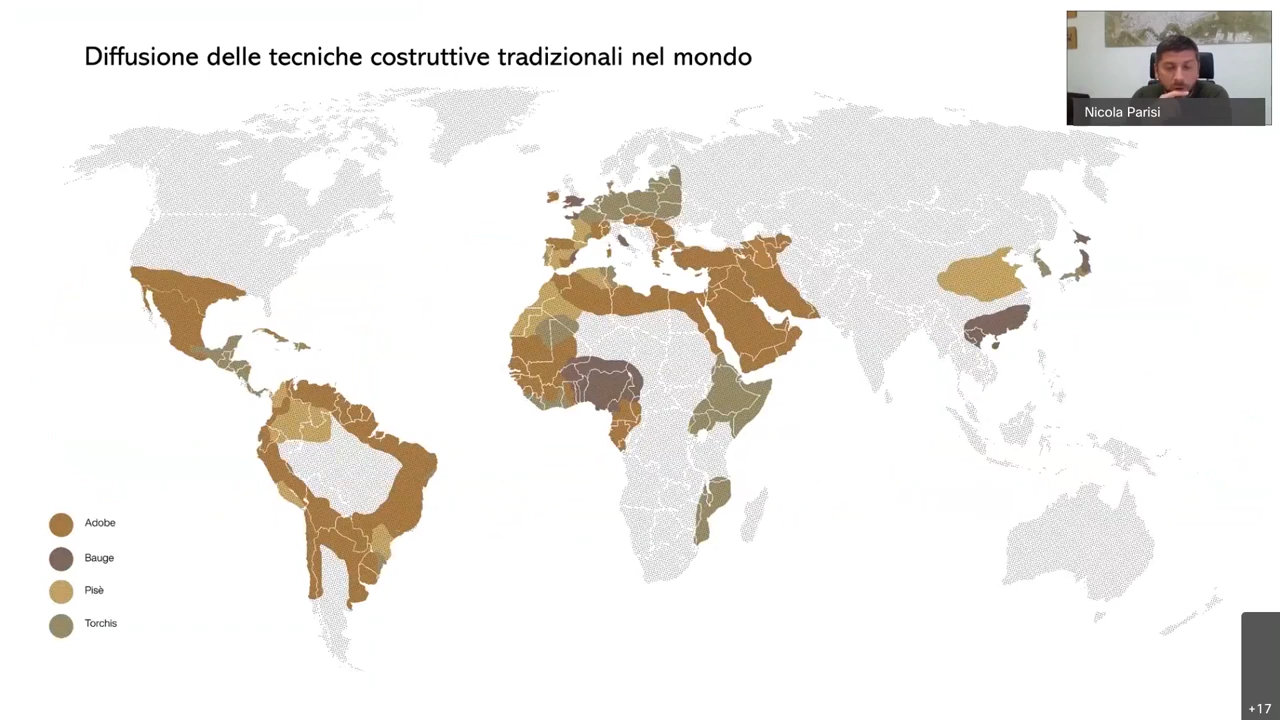 Diffusione delle tecniche costruttive tradizionali nel mondo
Nicola Parisi
Adobe
Bauge
Pisè
Torchis
+17